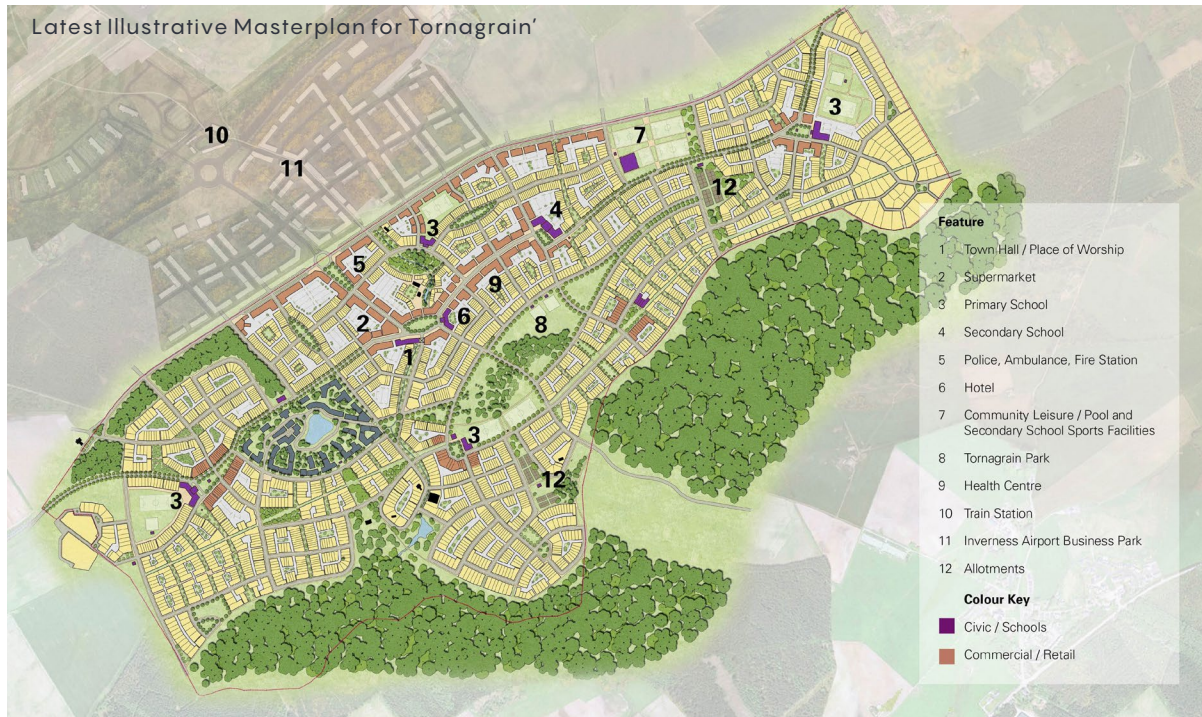 Latest Illustrative Masterplan for Tornagrain'
10
11
7
3
12
4
3
5
9
2
6
8
1
3
12
3
Feature
1 Town Hall / Place of Worship
2 Supermarket
3 Primary School
4 Secondary School
5 Police, Ambulance, Fire Station
6 Hotel
7 Community Leisure / Pool and
Secondary School Sports Facilities
8 Tornagrain Park
9 Health Centre
10 Train Station
11 Inverness Airport Business Park
12 Allotments
Colour Key
Civic / Schools
Commercial / Retail